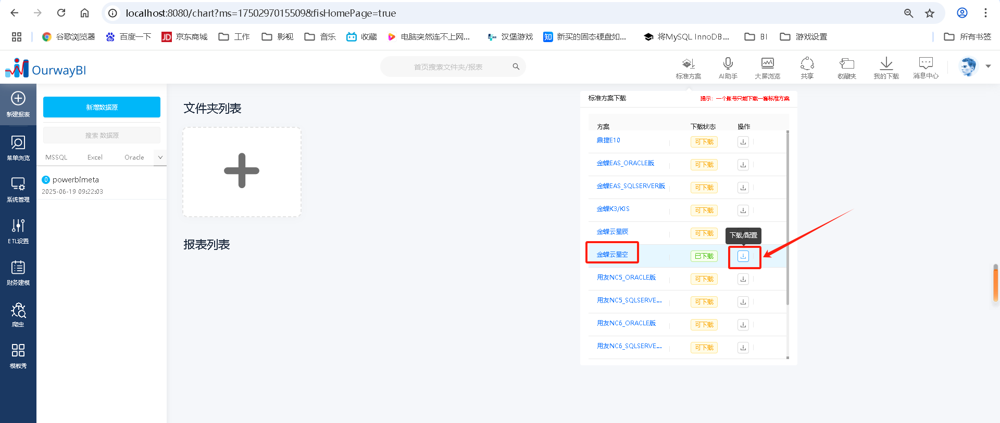 localhost:8080/chart?ms=1750297015509&fisHomePage=true
谷歌浏览器 百度一下 JD 京东商城 工作 影视 音乐 收藏 电脑突然连不上网... 汉堡游戏 知 新买的固态硬盘如... 将MySQL InnoDB... BI 游戏设置 所有书签
OurwayBI
首页搜索文件夹/报表
标准方案 AI助手 大屏浏览 共享 收藏夹 我的下载 消息中心
新建报表
菜单浏览
系统管理
ETL设置
财务建模
爬虫
模板秀
新增数据源
搜索 数据源
MSSQL Excel Oracle
0 powerbimeta
2025-06-19 09:22:03
文件夹列表
报表列表
标准方案下载 提示：一个账号只能下载一套标准方案
方案 下载状态 操作
鼎捷E10 可下载
金蝶EAS_ORACLE版 可下载
金蝶EAS_SQLSERVER版 可下载
金蝶K3/KIS 可下载
金蝶云星辰 可下载
下载/配置
金蝶云星空 已下载
用友NC5_ORACLE版 可下载
用友NC5_SQLSERVE... 可下载
用友NC6_ORACLE版 可下载
用友NC6_SQLSERVE... 可下载